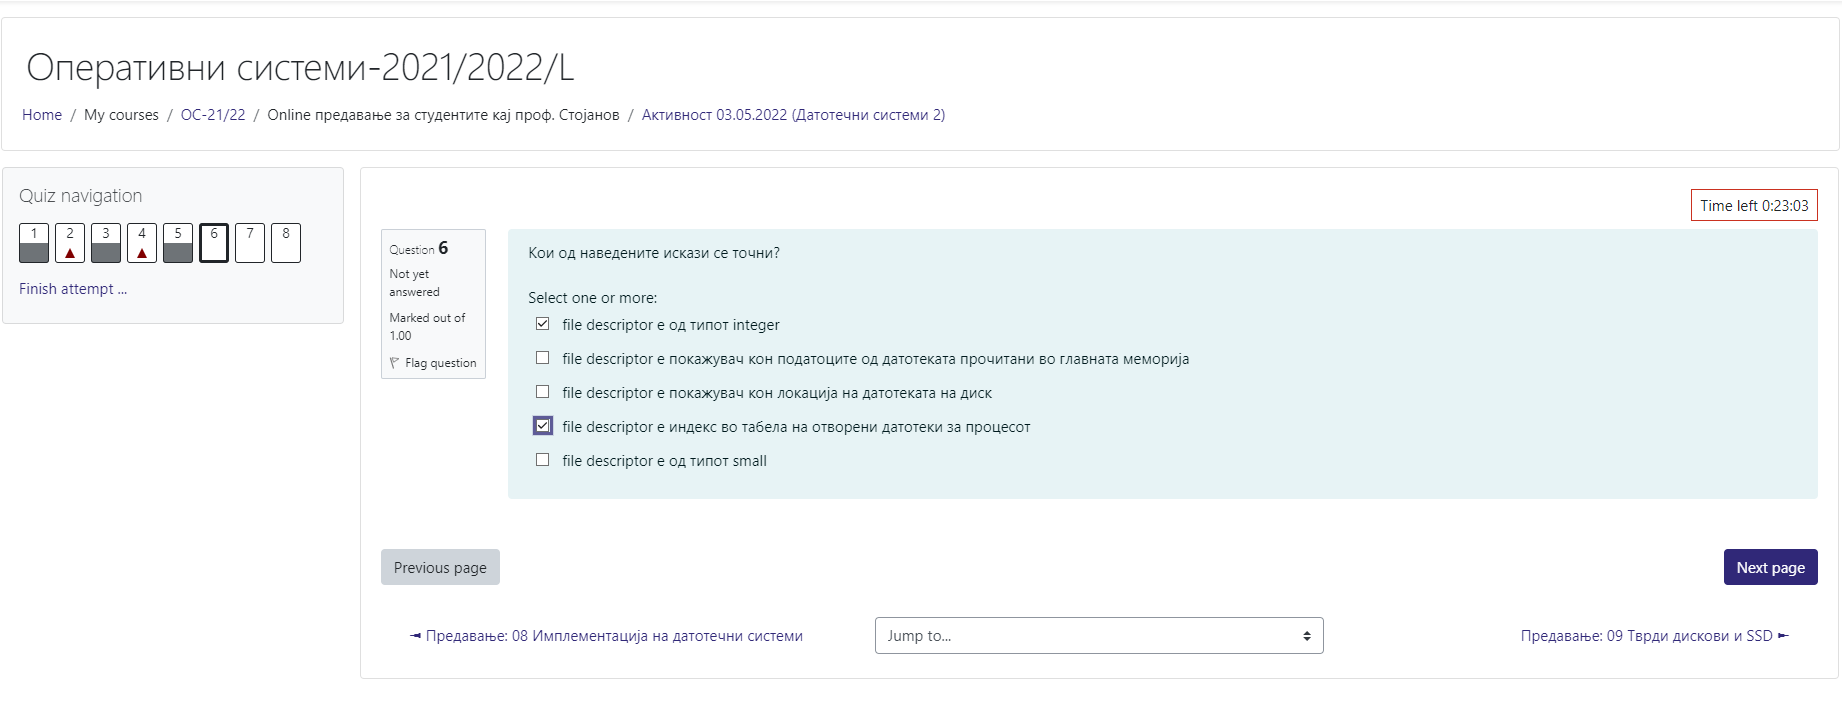 Оперативни системи-2021/2022/L
Home / My courses / ОС-21/22 / Online предавање за студентите кај проф. Стојанов / Активност 03.05.2022 (Датотечни системи 2)
Quiz navigation
1 2 3 4 5 6 7 8
Finish attempt ...
Time left 0:23:03
Question 6
Not yet
answered
Marked out of
1.00
Flag question
Кои од наведените искази се точни?
Select one or more:
file descriptor е од типот integer
file descriptor е покажувач кон податоците од датотеката прочитани во главната меморија
file descriptor е покажувач кон локација на датотеката на диск
file descriptor е индекс во табела на отворени датотеки за процесот
file descriptor е од типот small
Previous page
Next page
◄ Предавање: 08 Имплементација на датотечни системи
Jump to...
Предавање: 09 Тврди дискови и SSD ►